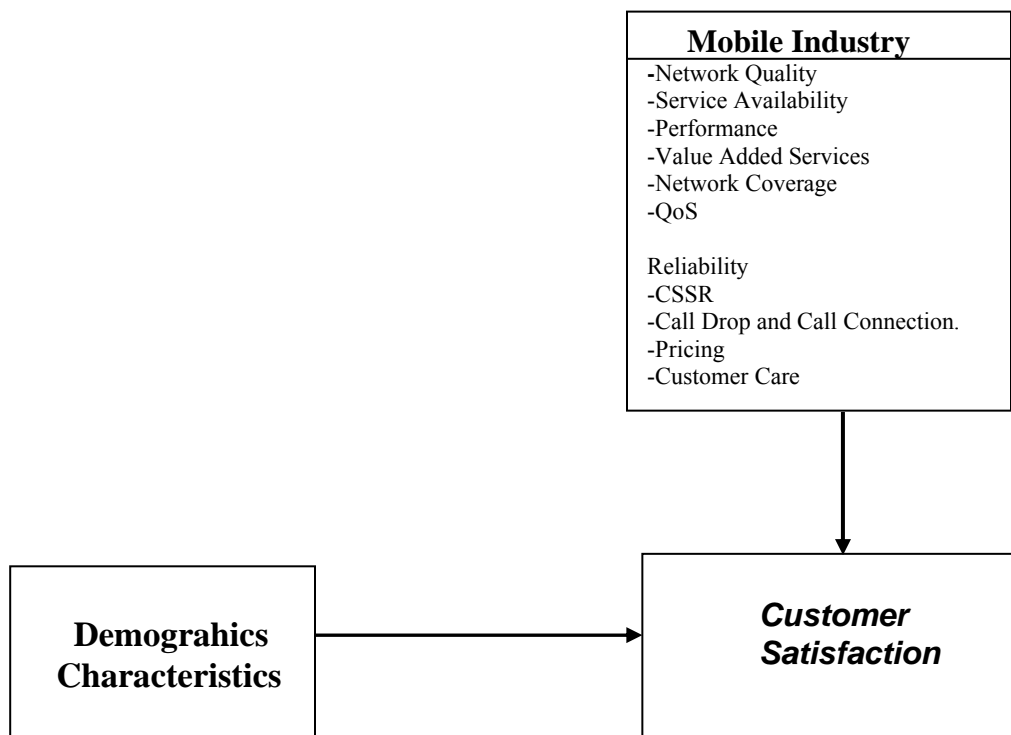 Mobile Industry
-Network Quality
-Service Availability
-Performance
-Value Added Services
-Network Coverage
-QoS
Reliability
-CSSR
-Call Drop and Call Connection.
-Pricing
-Customer Care
Demograhics
Characteristics
Customer
Satisfaction